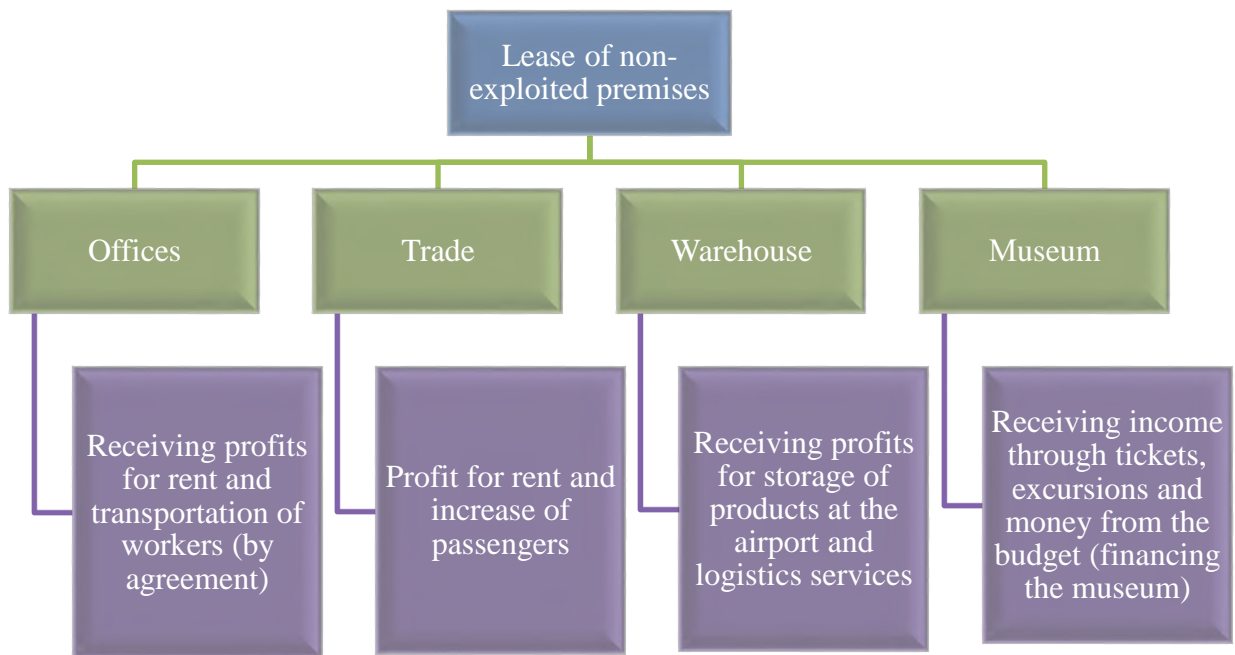 Lease of non-
exploited premises
Offices
Trade
Warehouse
Museum
Receiving profits
for rent and
transportation of
workers (by
agreement)
Profit for rent and
increase of
passengers
Receiving profits
for storage of
products at the
airport and
logistics services
Receiving income
through tickets,
excursions and
money from the
budget (financing
the museum)